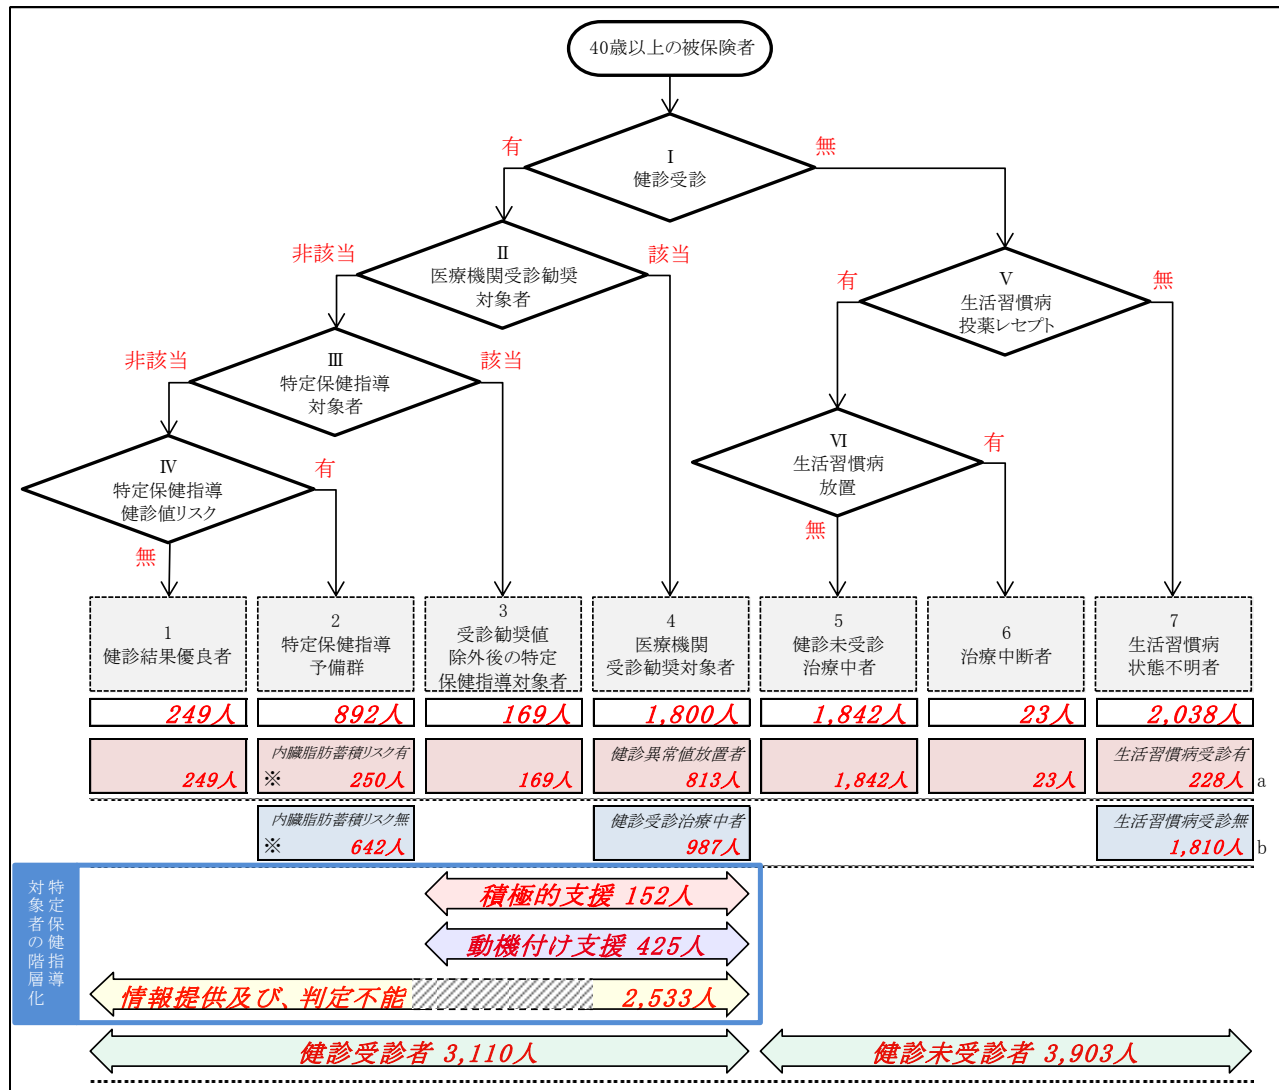 40歳以上の被保険者
Ⅰ
健診受診
有
無
Ⅱ
医療機関受診勧奨
対象者
非該当
該当
Ⅴ
生活習慣病
投薬レセプト
有
無
Ⅲ
特定保健指導
対象者
非該当
該当
Ⅳ
特定保健指導
健診値リスク
有
無
Ⅵ
生活習慣病
放置
有
無
1
健診結果優良者
2
特定保健指導
予備群
3
受診勧奨値
除外後の特定
保健指導対象者
4
医療機関
受診勧奨対象者
5
健診未受診
治療中者
6
治療中断者
7
生活習慣病
状態不明者
249人
892人
169人
1,800人
1,842人
23人
2,038人
249人
内臓脂肪蓄積リスク有
※ 250人
169人
健診異常値放置者
813人
1,842人
23人
生活習慣病受診有
228人
a
内臓脂肪蓄積リスク無
※ 642人
健診受診治療中者
987人
生活習慣病受診無
1,810人
b
特定保健指導
対象者の階層化
積極的支援 152人
動機付け支援 425人
情報提供及び、判定不能 2,533人
健診受診者 3,110人
健診未受診者 3,903人